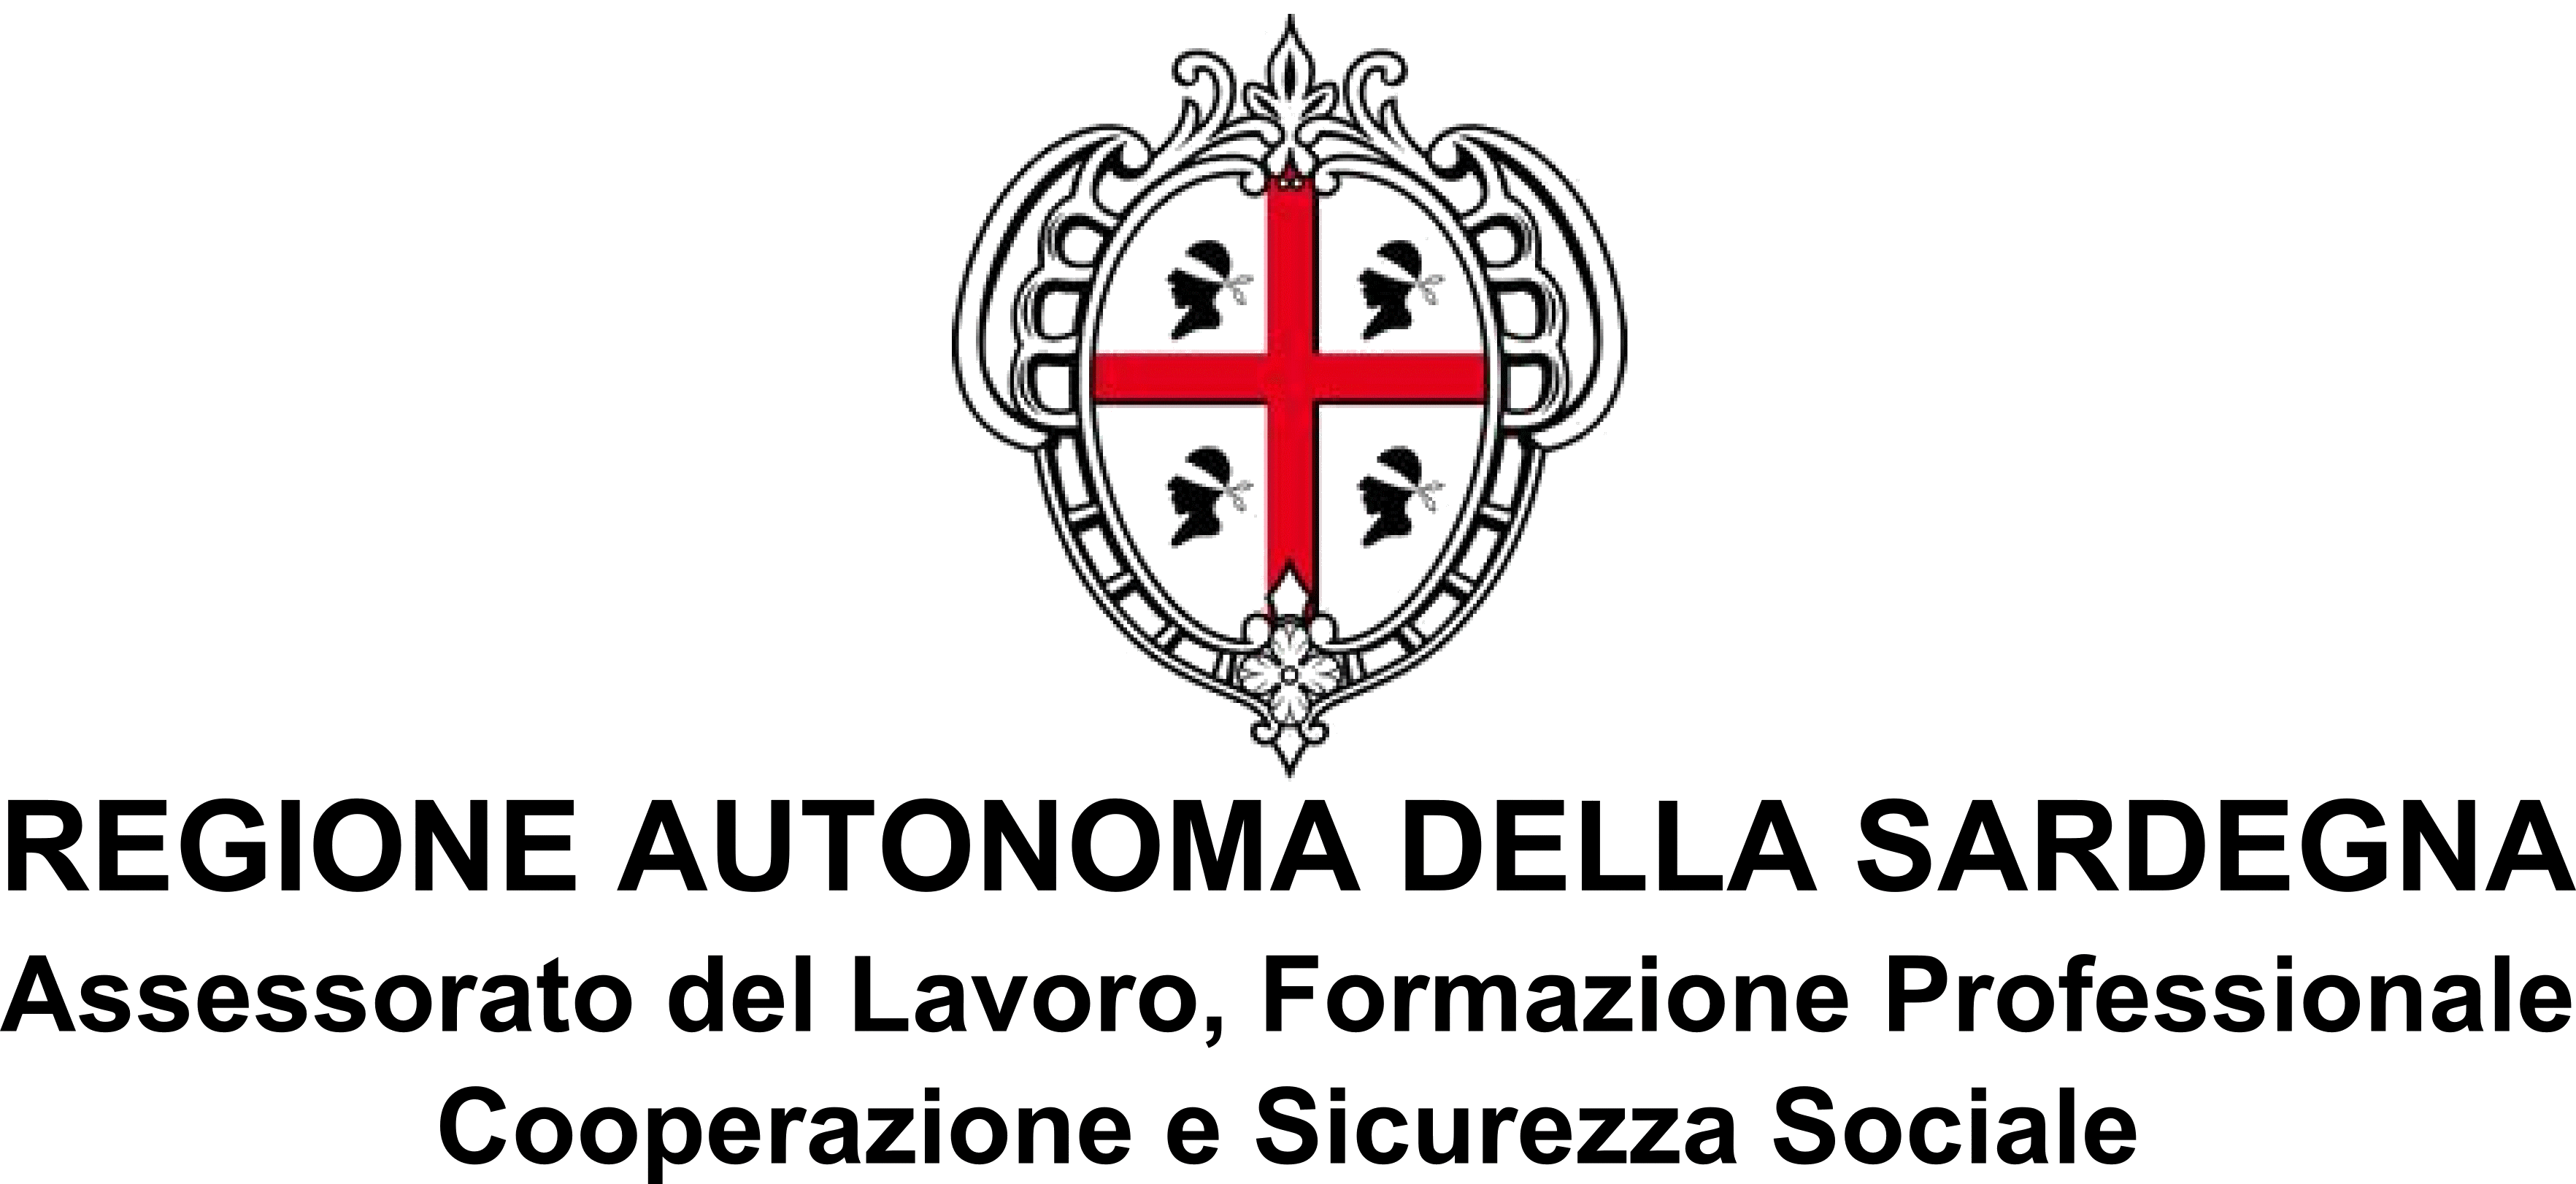 REGIONE AUTONOMA DELLA SARDEGNA
Assessorato del Lavoro, Formazione Professionale
Cooperazione e Sicurezza Sociale